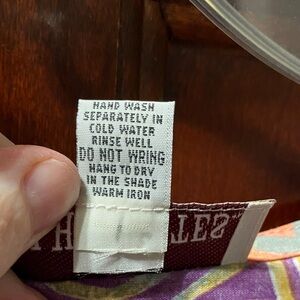 HAND WASH
SEPARATELY IN
COLD WATER
RINSE WELL
DO NOT WRING
HANG TO DRY
IN THE SHADE
WARM IRON